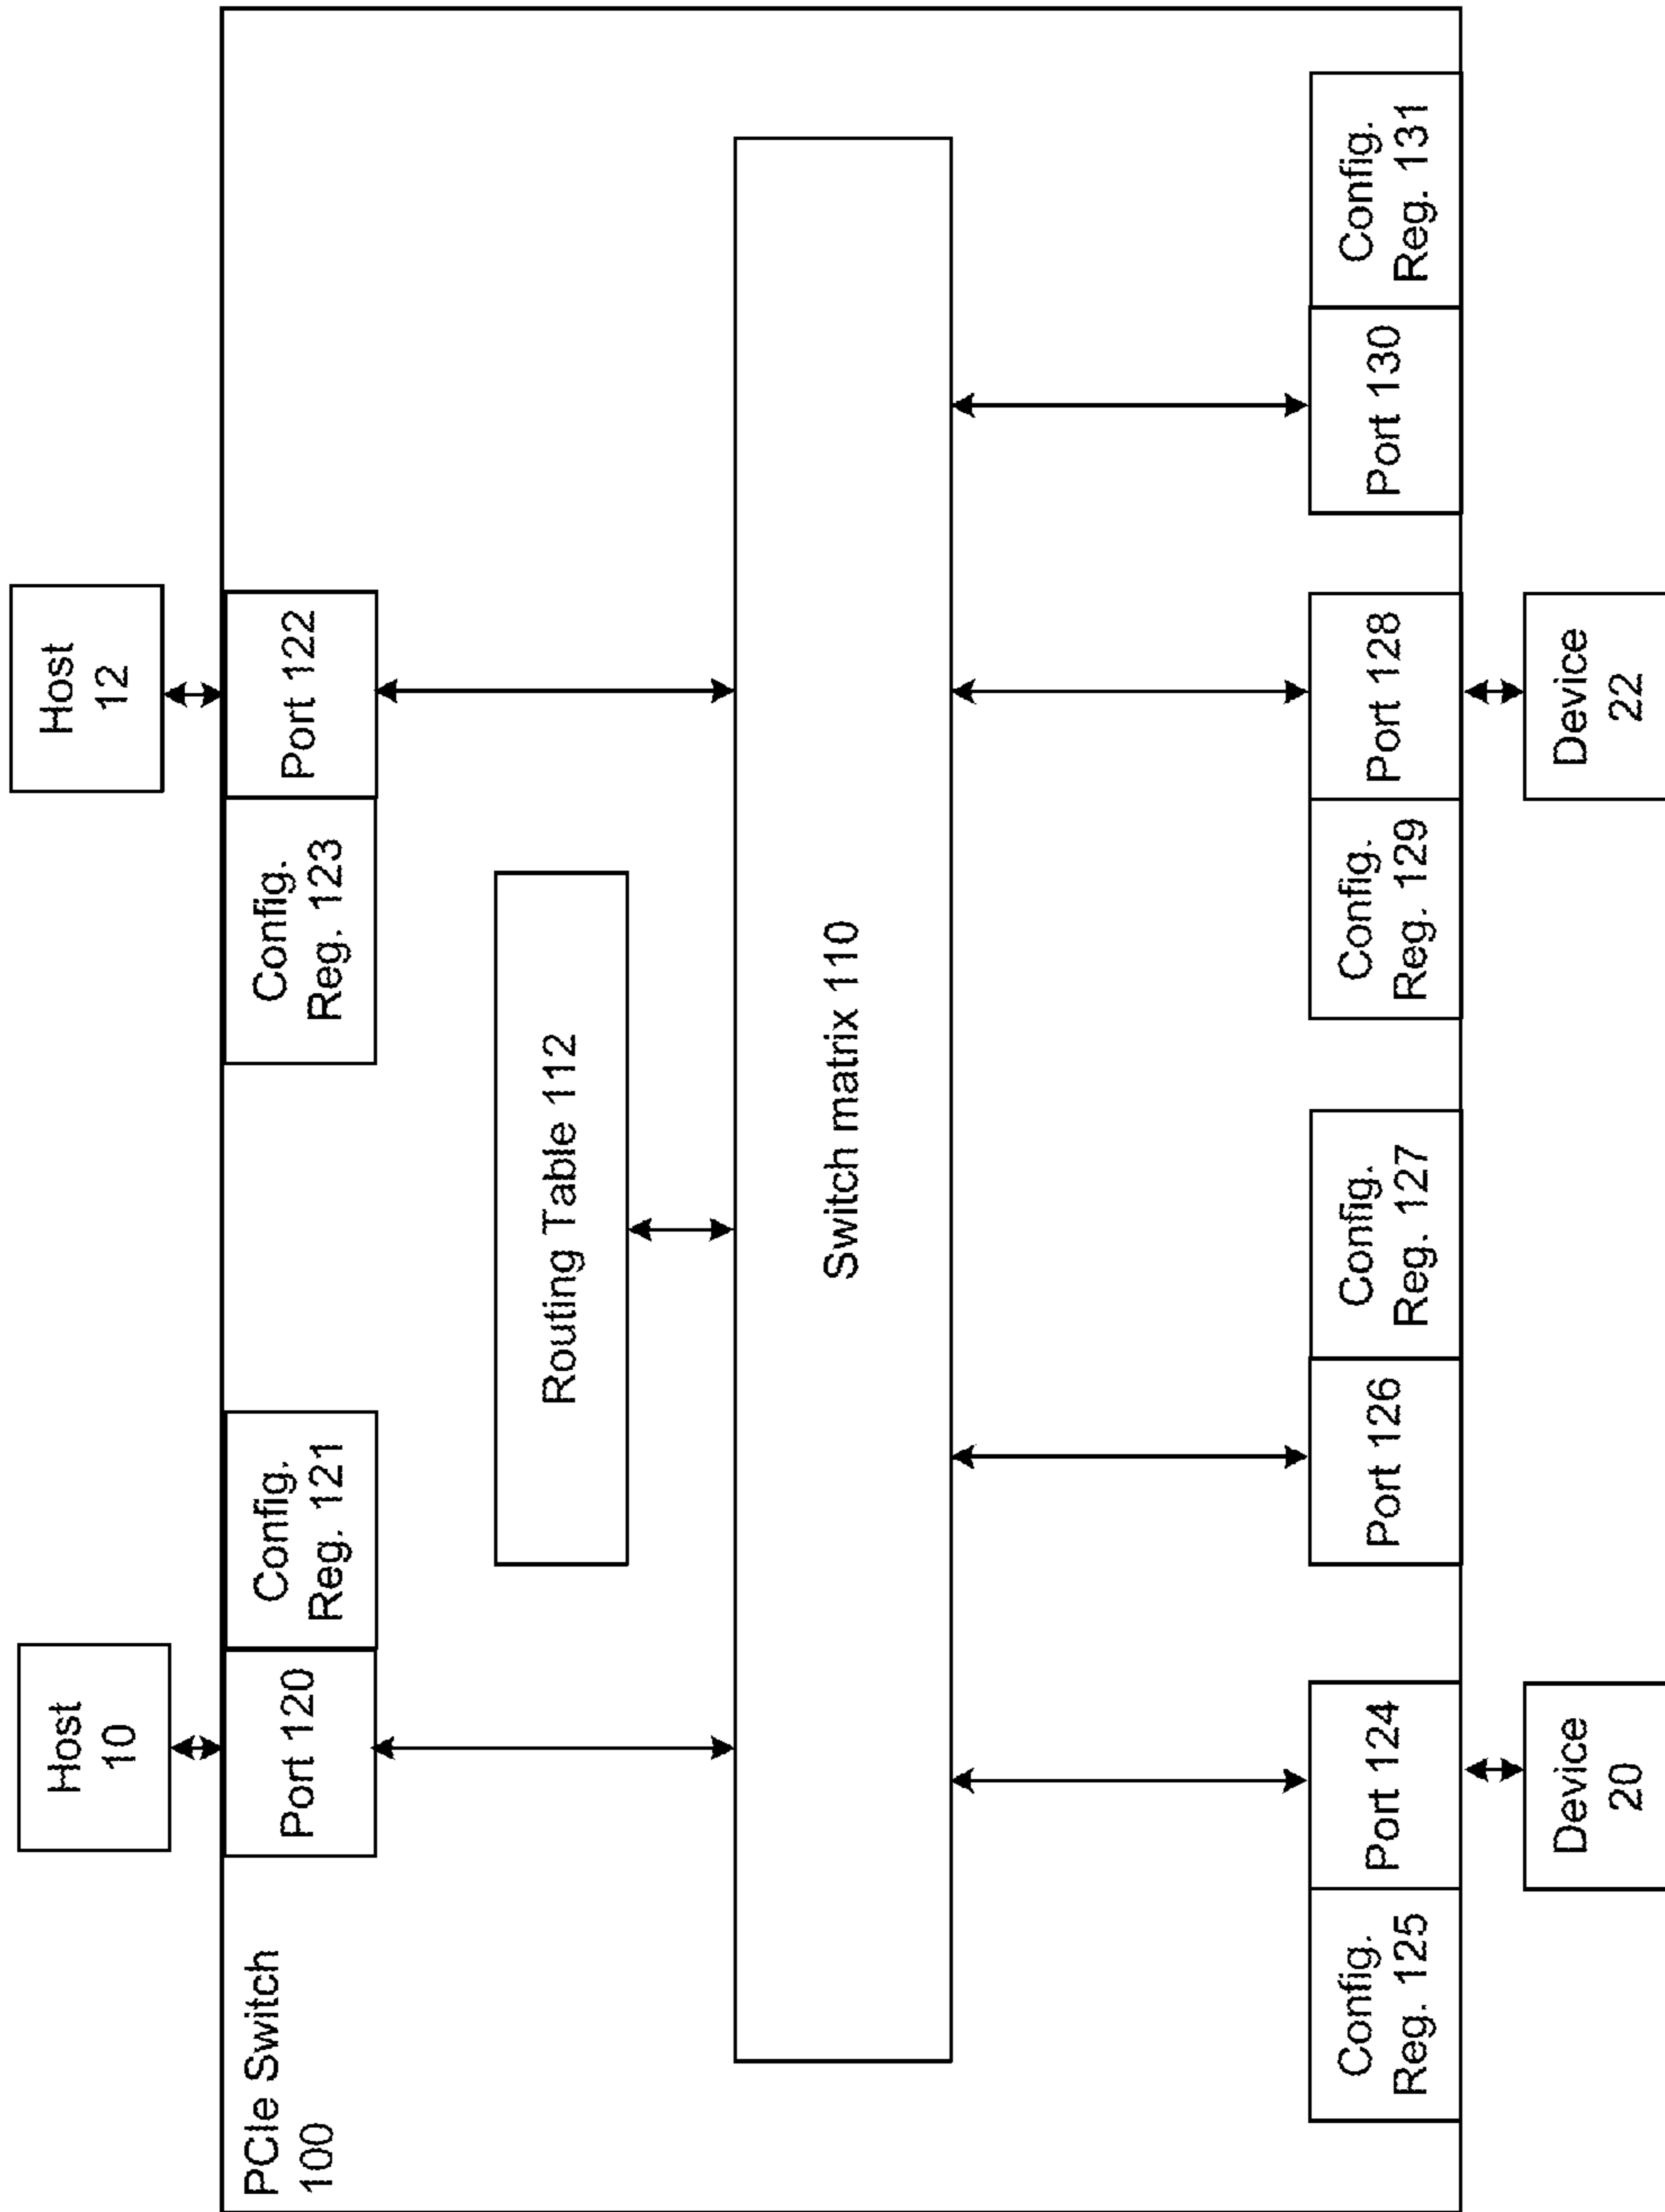 Host
10
Host
12
PCIe Switch
100
Port 120
Config.
Reg. 121
Config.
Reg. 123
Port 122
Routing Table 112
Switch matrix 110
Config.
Reg. 125
Port 124
Port 126
Config.
Reg. 127
Config.
Reg. 129
Port 128
Port 130
Config.
Reg. 131
Device
20
Device
22